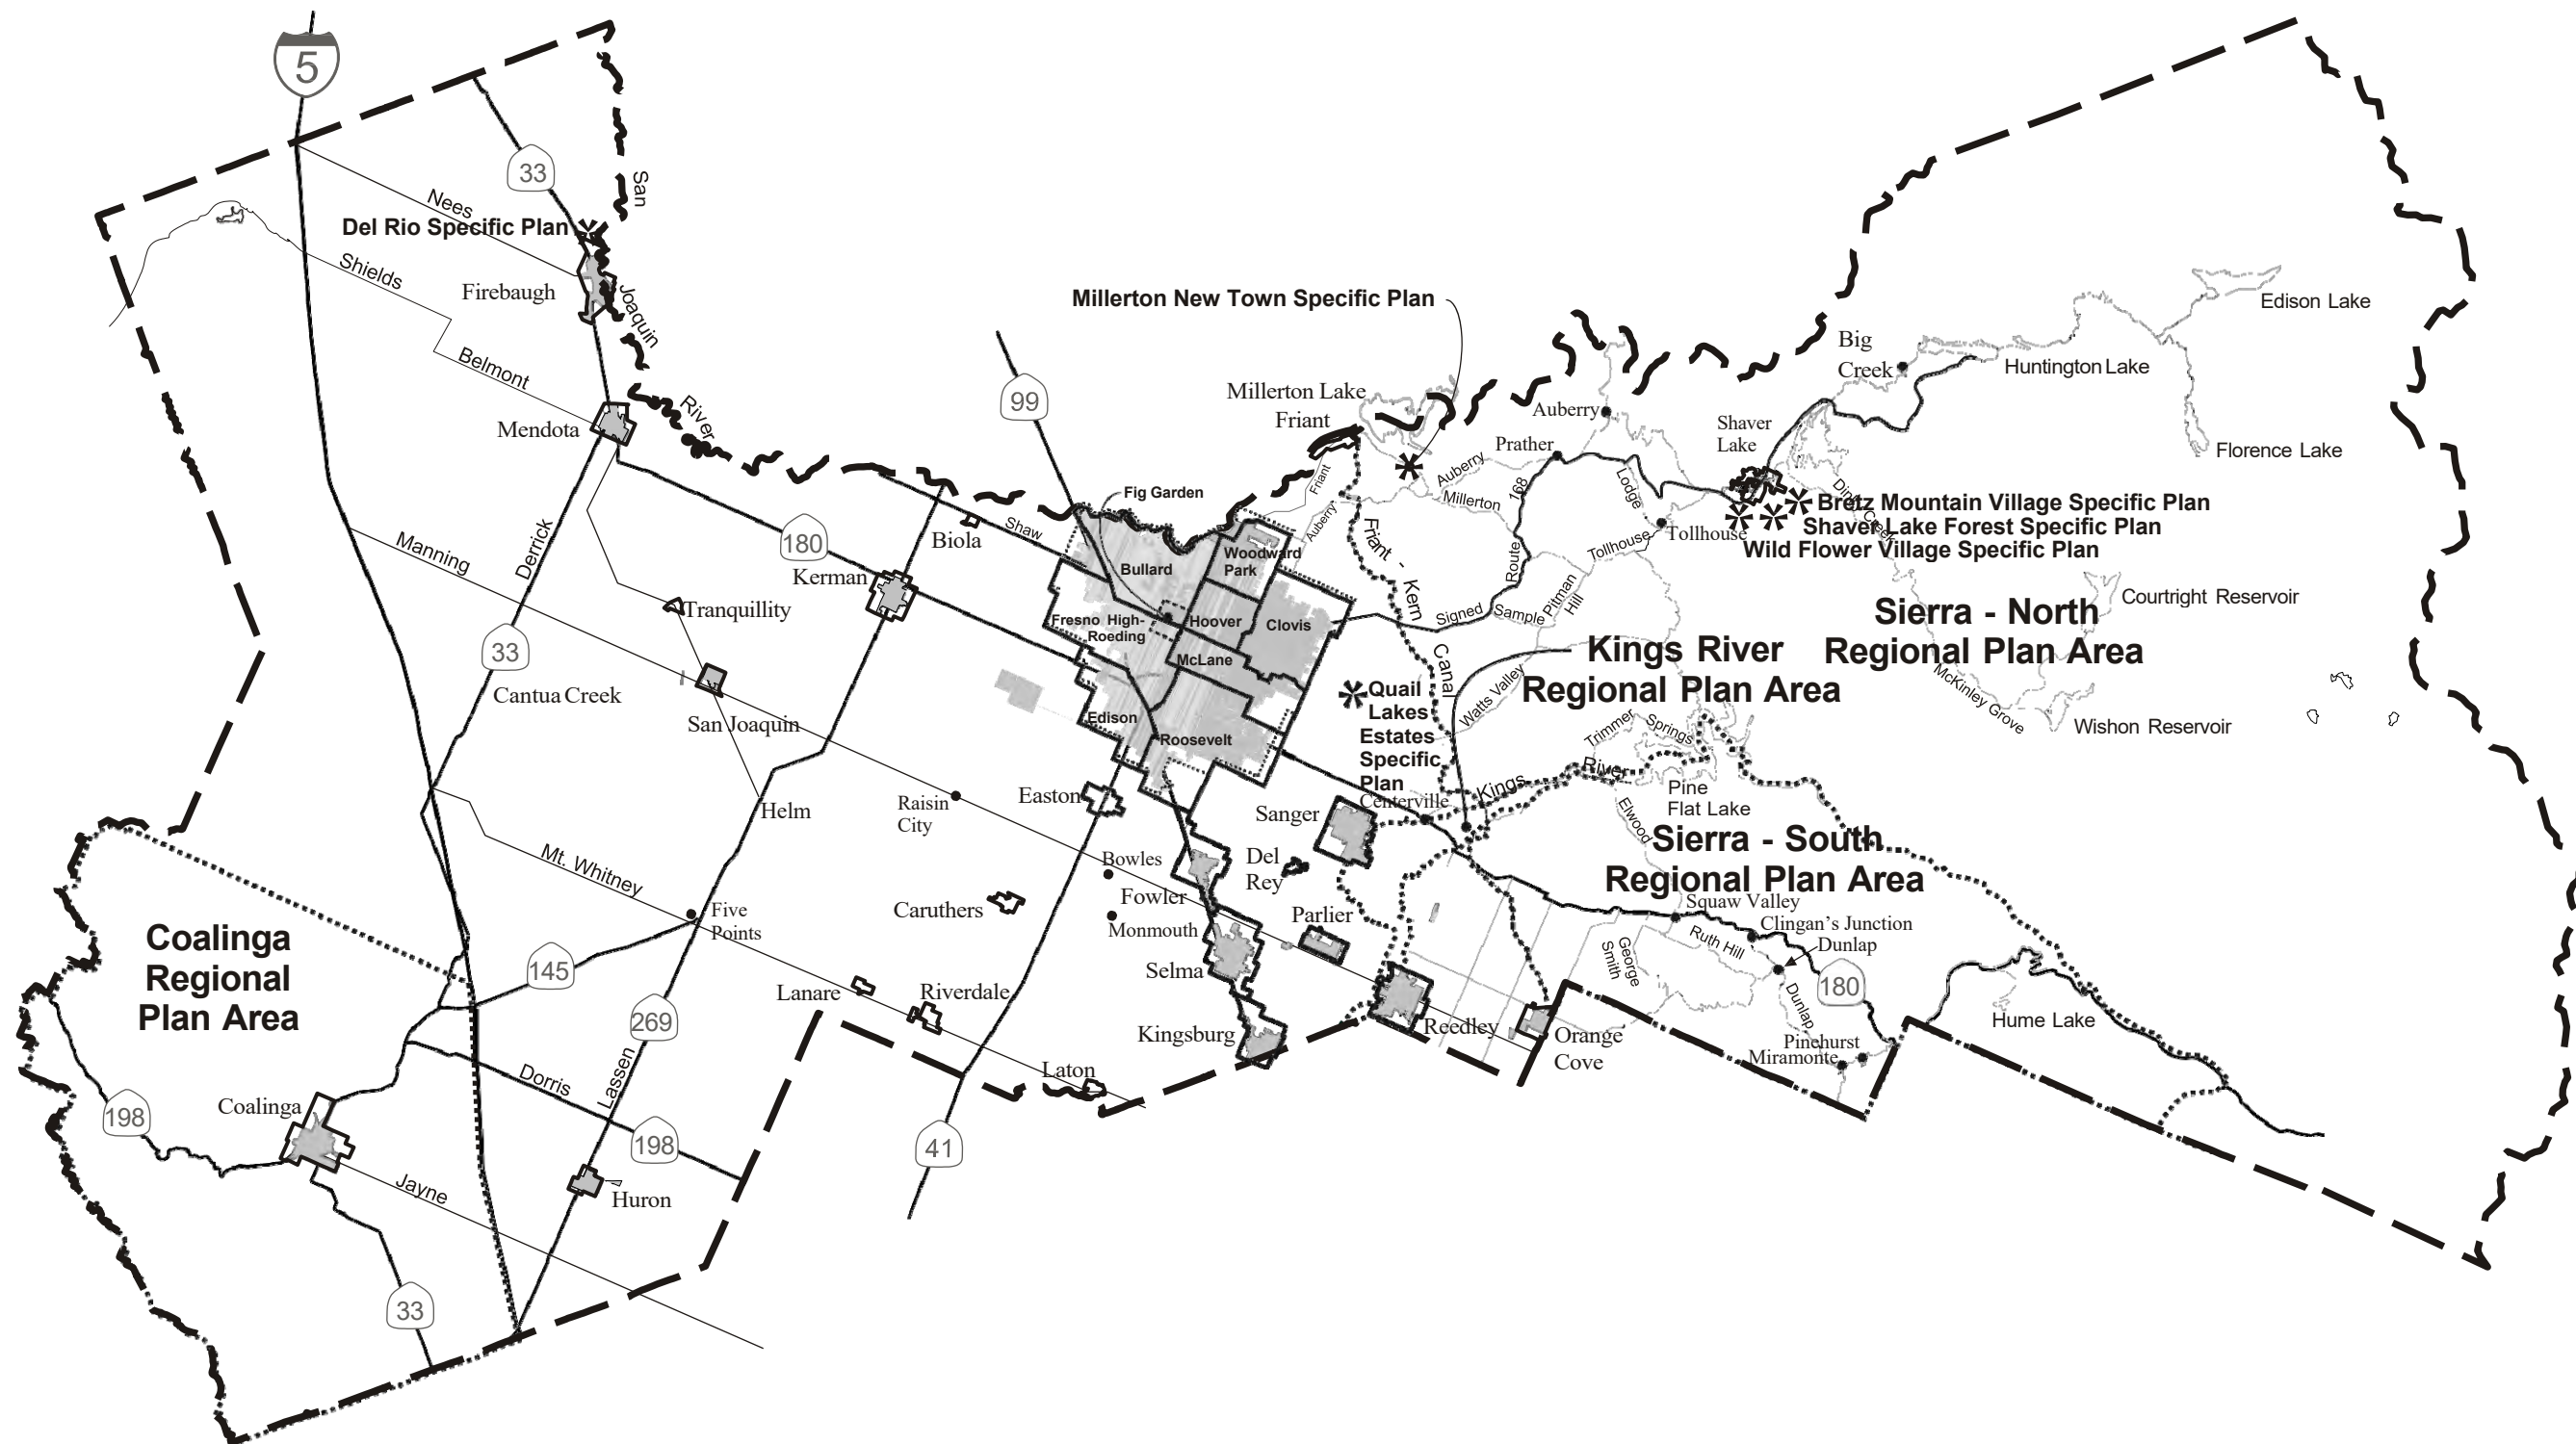 5
33
San
Nees
Del Rio Specific Plan
Shields
Firebaugh
Joaquin
Belmont
Mendota
River
Millerton New Town Specific Plan
99
Millerton Lake
Friant
Edison Lake
Big
Creek
Huntington Lake
Florence Lake
Auberry
Prather
Shaver
Lake
Auberry
Millerton
168
Lodge
Friant
Auberry
Fig Garden
Shaw
Biola
180
Kerman
Manning
Derrick
Tranquillity
33
Cantua Creek
San Joaquin
Helm
Bullard
Woodward
Park
Fresno High-
Roeding
Hoover
Clovis
McLane
Edison
Roosevelt
Friant - Kern
Canal
Signed
Route
Sample
Pitman
Hill
Tollhouse
Tollhouse
Dinkey Creek
Bretz Mountain Village Specific Plan
Shaver Lake Forest Specific Plan
Wild Flower Village Specific Plan
Courtright Reservoir
Sierra - North
Regional Plan Area
Kings River
Regional Plan Area
McKinley Grove
Wishon Reservoir
Watts Valley
Quail
Lakes
Estates
Specific
Plan
Centerville
Trimmer
Springs
Kings
River
Pine
Flat Lake
Elwood
Sierra - South
Regional Plan Area
Squaw Valley
Clingan's Junction
Dunlap
Ruth Hill
George
Smith
Dunlap
180
Pinehurst
Miramonte
Hume Lake
Orange
Cove
Reedley
Parlier
Sanger
Del
Rey
Easton
Raisin
City
Bowles
Fowler
Monmouth
Caruthers
Selma
Kingsburg
Laton
Riverdale
Lanare
Mt. Whitney
Five
Points
145
269
Lassen
Dorris
198
Huron
41
Coalinga
Regional
Plan Area
Coalinga
198
Jayne
33